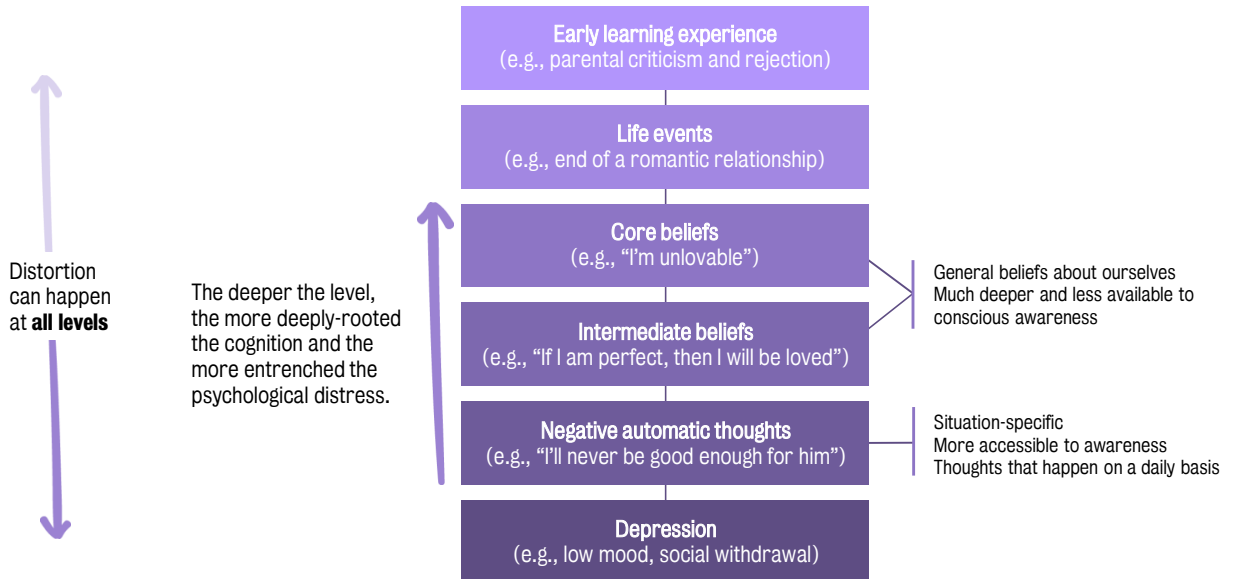 Early learning experience
(e.g., parental criticism and rejection)
Life events
(e.g., end of a romantic relationship)
Core beliefs
(e.g., “I’m unlovable”)
Intermediate beliefs
(e.g., “If I am perfect, then I will be loved”)
Negative automatic thoughts
(e.g., “I’ll never be good enough for him”)
Depression
(e.g., low mood, social withdrawal)
Distortion
can happen
at all levels
The deeper the level,
the more deeply-rooted
the cognition and the
more entrenched the
psychological distress.
General beliefs about ourselves
Much deeper and less available to
conscious awareness
Situation-specific
More accessible to awareness
Thoughts that happen on a daily basis